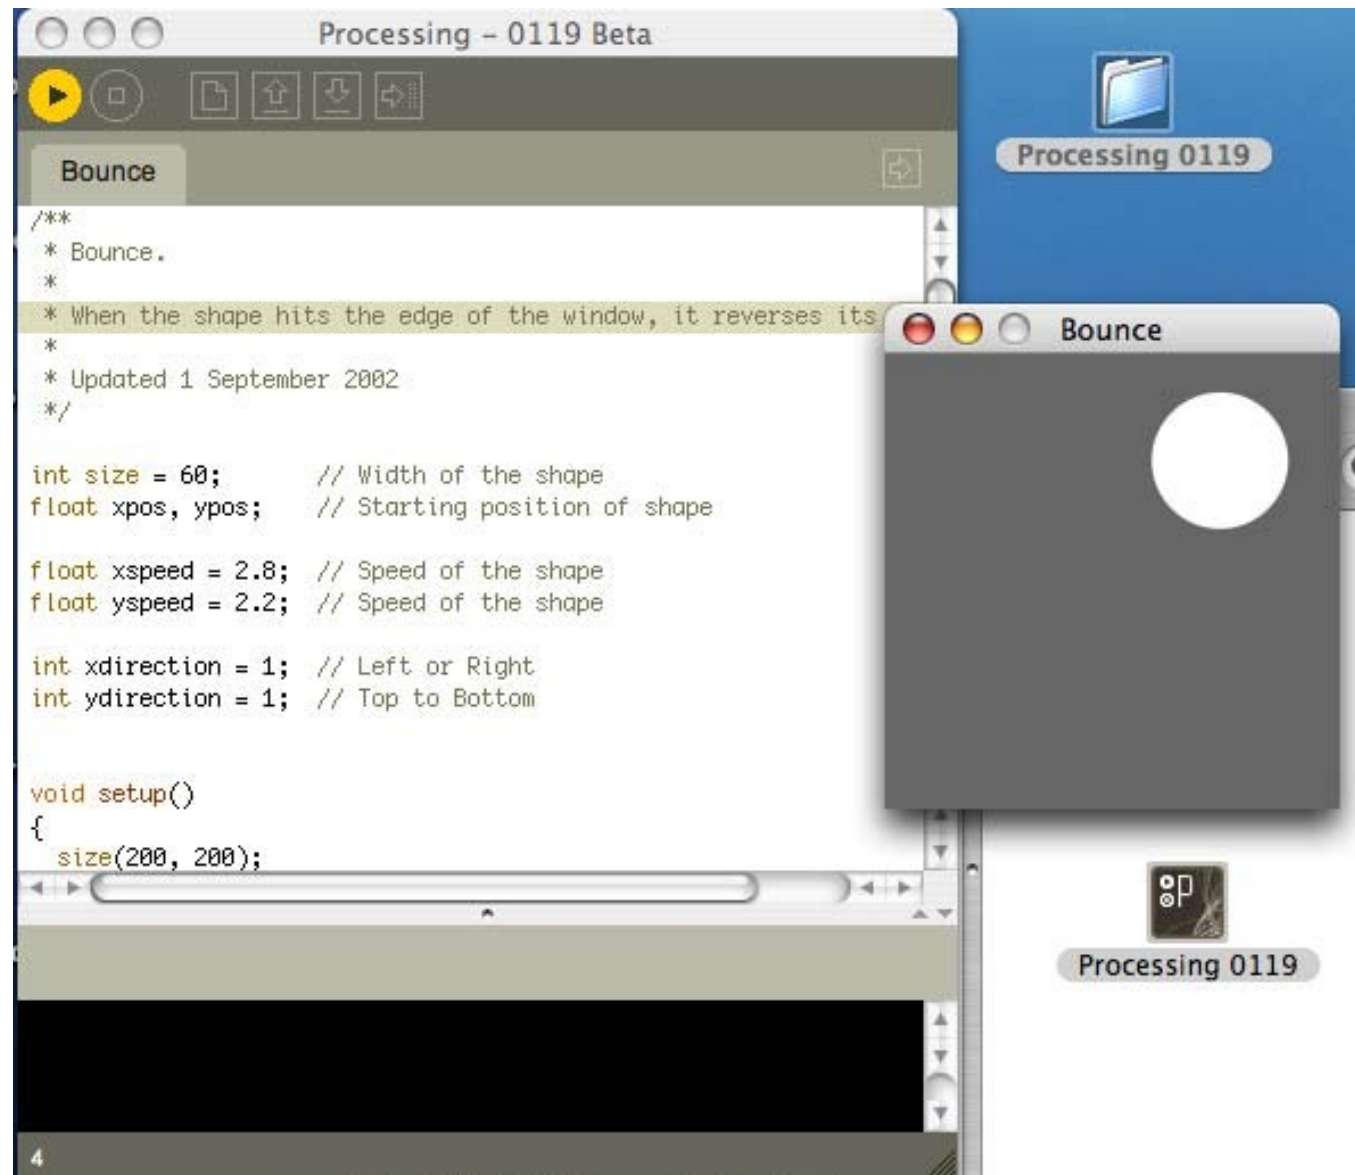 Processing – 0119 Beta
Bounce
/**
 * Bounce.
 *
 * When the shape hits the edge of the window, it reverses its
 *
 * Updated 1 September 2002
 */
int size = 60;       // Width of the shape
float xpos, ypos;    // Starting position of shape
float xspeed = 2.8;  // Speed of the shape
float yspeed = 2.2;  // Speed of the shape
int xdirection = 1;  // Left or Right
int ydirection = 1;  // Top to Bottom
void setup()
{
  size(200, 200);
4
Processing 0119
Bounce
Processing 0119